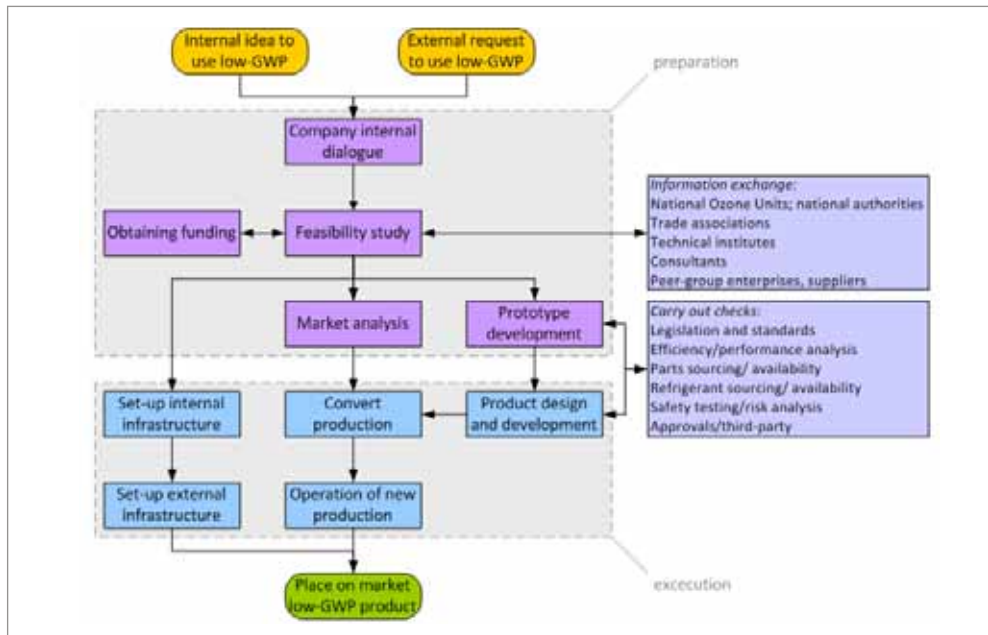 Internal idea to
use low-GWP
External request
to use low-GWP
preparation
Company internal
dialogue
Information exchange:
National Ozone Units; national authorities
Trade associations
Technical institutes
Consultants
Peer-group enterprises, suppliers
Obtaining funding
Feasibility study
Market analysis
Prototype
development
Carry out checks:
Legislation and standards
Efficiency/performance analysis
Parts sourcing/ availability
Refrigerant sourcing/ availability
Safety testing/risk analysis
Approvals/third-party
Set-up internal
infrastructure
Convert
production
Product design
and development
Set-up external
infrastructure
Operation of new
production
excecution
Place on market
low-GWP product